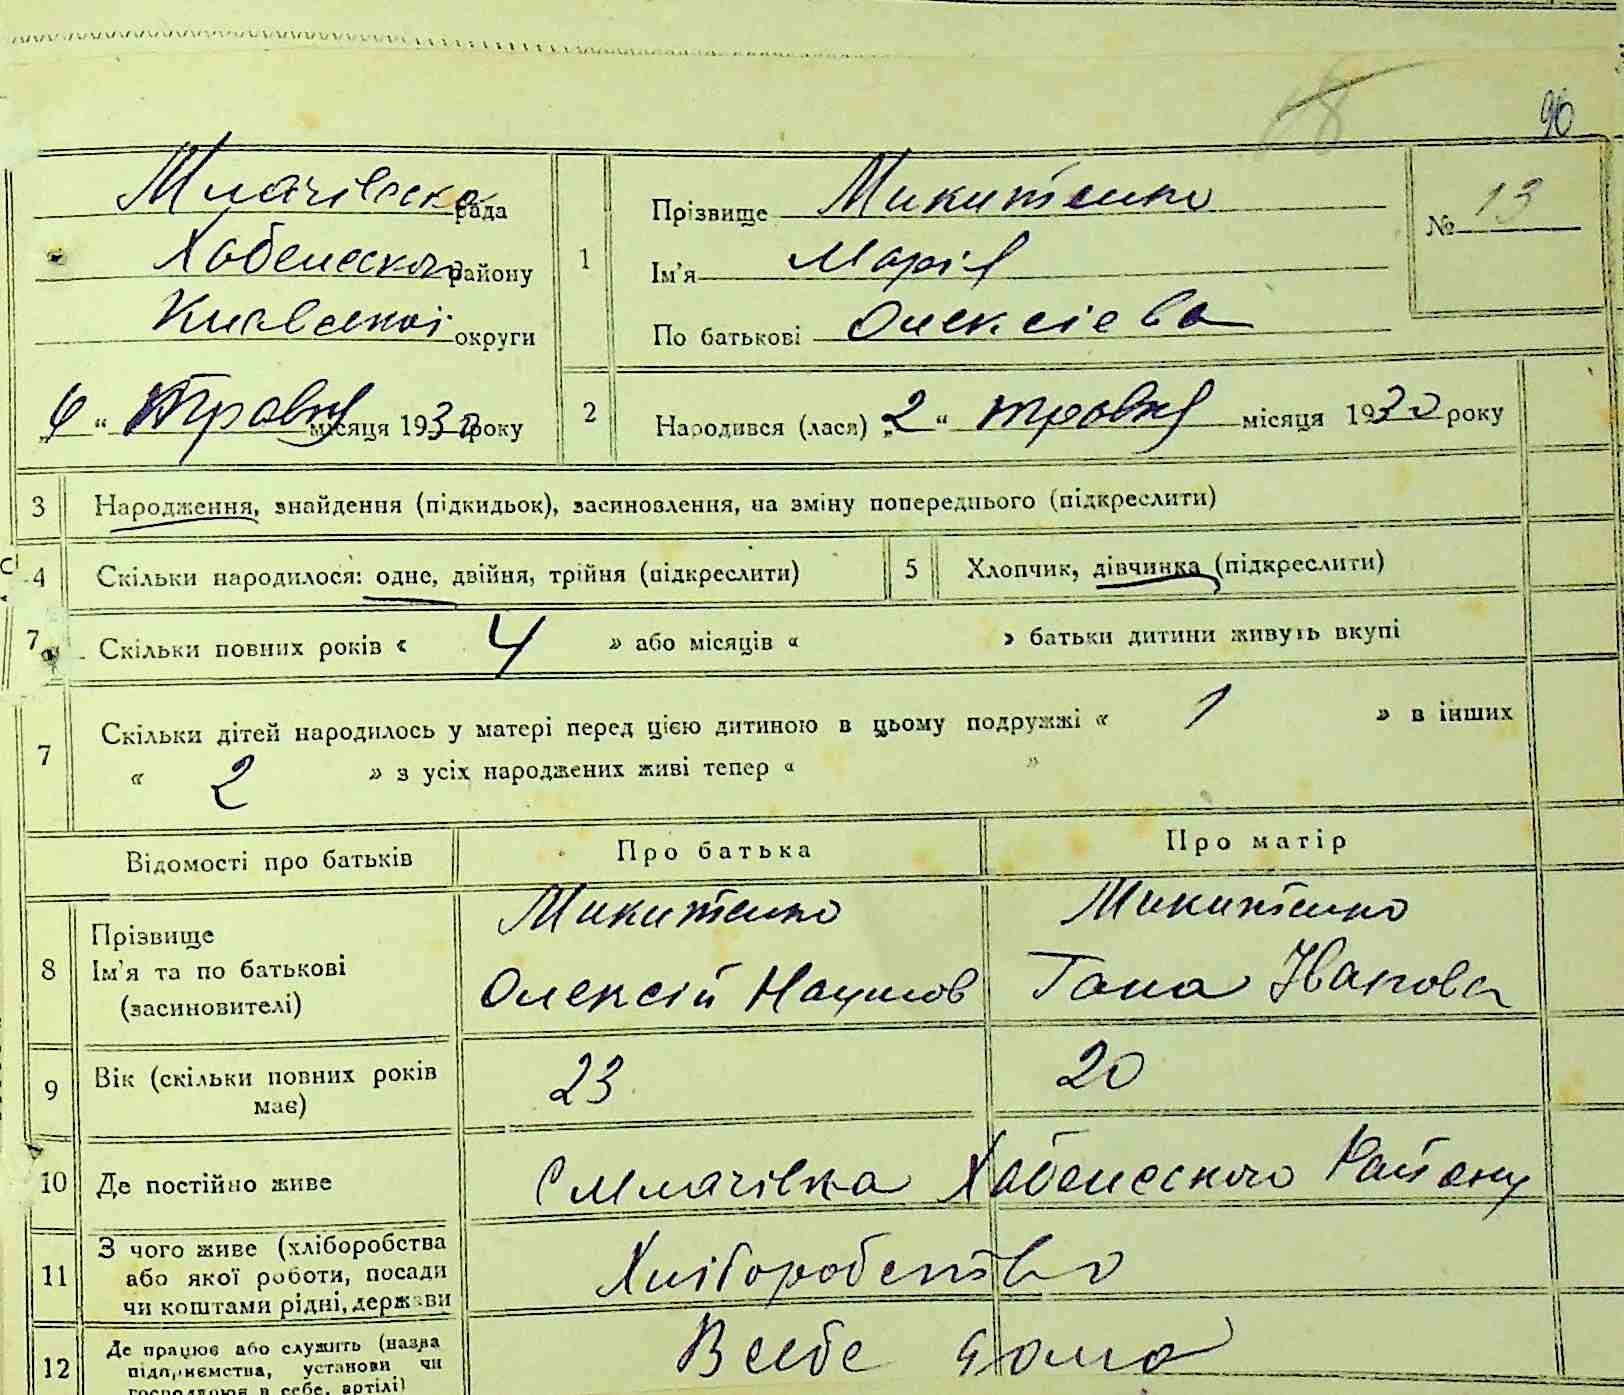 96
Млачівська рада
Хабенеского району
Київської округи
„6“ Травня місяця 1930 року
1
Прізвище Микитенко
Ім'я Марія
По батькові Олексієва
№ 13
2
Народився (лася) „2“ травня місяця 1930 року
3 Народження, знайдення (підкидьок), засиновлення, на зміну попереднього (підкреслити)
4 Скільки народилося: одне, двійня, трійня (підкреслити)
5 Хлопчик, дівчинка (підкреслити)
7 Скільки повних років « 4 » або місяців « » батьки дитини живуть вкупі
7 Скільки дітей народилось у матері перед цією дитиною в цьому подружжі « 1 » в інших
« 2 » з усіх народжених живі тепер « »
Відомості про батьків Про батька Про матір
8
Прізвище Микитенко Микитенко
Ім'я та по батькові Олексій Наумов Гана Іванова
(засиновителі)
9 Вік (скільки повних років 23 20
має)
10 Де постійно живе С Млачівка Хабенеского Району
11
З чого живе (хліборобства
або якої роботи, посади Хліборобство
чи коштами рідні, держави
12
Де працює або служить (назва В себе дома
підприємства, установи чи
господарює в себе, артілі)